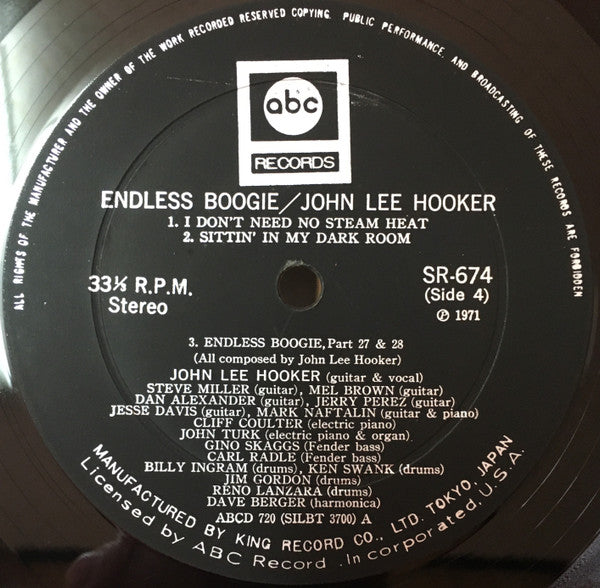 ALL RIGHTS OF THE MANUFACTURER AND THE OWNER OF THE WORK RECORDED RESERVED COPYING, PUBLIC PERFORMANCE, AND BROADCASTING OF THESE RECORDS ARE FORBIDDEN
abc
RECORDS
ENDLESS BOOGIE/JOHN LEE HOOKER
1. I DON'T NEED NO STEAM HEAT
2. SITTIN' IN MY DARK ROOM
33⅓ R.P.M.
Stereo
SR-674
(Side 4)
Ⓟ 1971
3. ENDLESS BOOGIE, Part 27 & 28
(All composed by John Lee Hooker)
JOHN LEE HOOKER (guitar & vocal)
STEVE MILLER (guitar), MEL BROWN (guitar)
DAN ALEXANDER (guitar), JERRY PEREZ (guitar)
JESSE DAVIS (guitar), MARK NAFTALIN (guitar & piano)
CLIFF COULTER (electric piano)
JOHN TURK (electric piano & organ)
GINO SKAGGS (Fender bass)
CARL RADLE (Fender bass)
BILLY INGRAM (drums), KEN SWANK (drums)
JIM GORDON (drums)
RENO LANZARA (drums)
DAVE BERGER (harmonica)
ABCD 720 (SILBT 3700) A
MANUFACTURED BY KING RECORD CO., LTD. TOKYO, JAPAN
Licensed by ABC Record . In corporated, U.S.A.